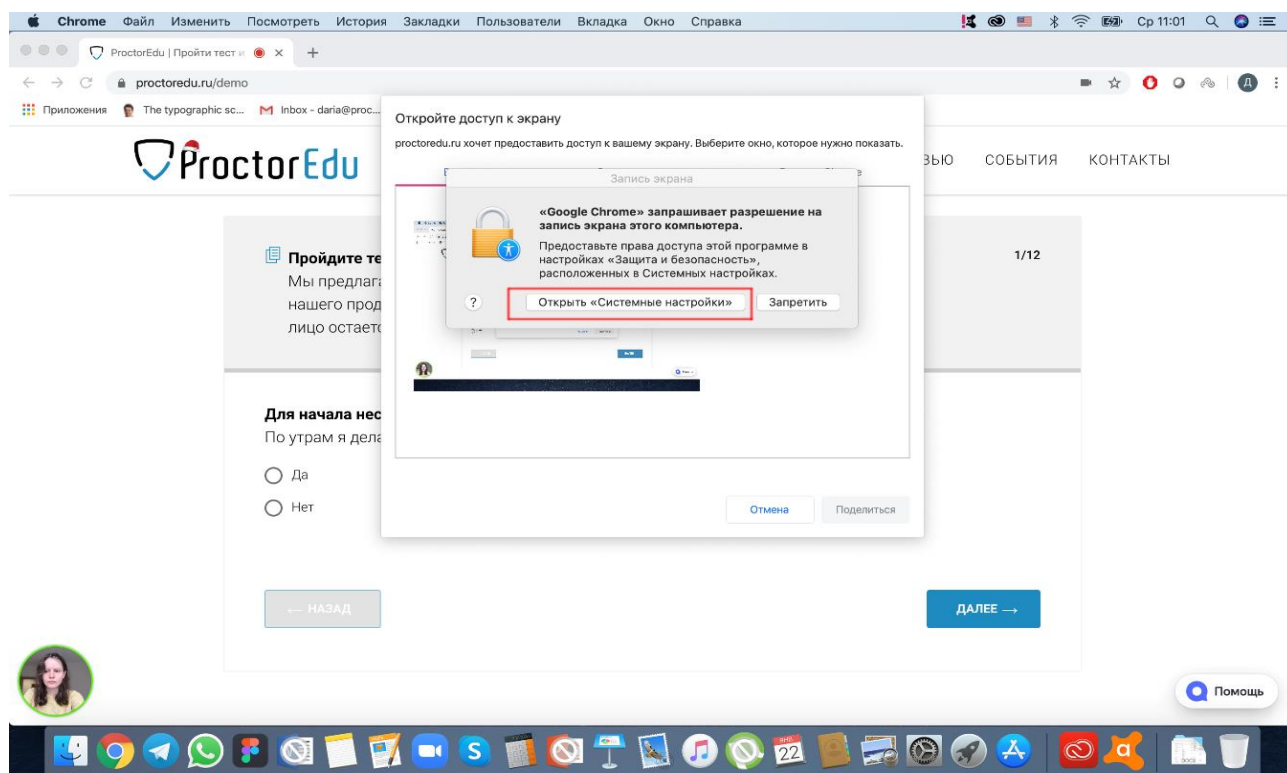 Chrome Файл Изменить Посмотреть История Закладки Пользователи Вкладка Окно Справка Ср 11:01
ProctorEdu | Пройти тест и
proctoredu.ru/demo
Д
Приложения The typographic sc... Inbox - daria@proc...
Откройте доступ к экрану
proctoredu.ru хочет предоставить доступ к вашему экрану. Выберите окно, которое нужно показать.
ProctorEdu
СОБЫТИЯ КОНТАКТЫ
Запись экрана
«Google Chrome» запрашивает разрешение на
запись экрана этого компьютера.
Предоставьте права доступа этой программе в
настройках «Защита и безопасность»,
расположенных в Системных настройках.
? Открыть «Системные настройки» Запретить
Пройдите те
1/12
Мы предлага
нашего прод
лицо остаетс
Для начала нес
По утрам я дела
Да
Нет
Отмена Поделиться
← НАЗАД
ДАЛЕЕ →
Помощь
ЯНВ
22